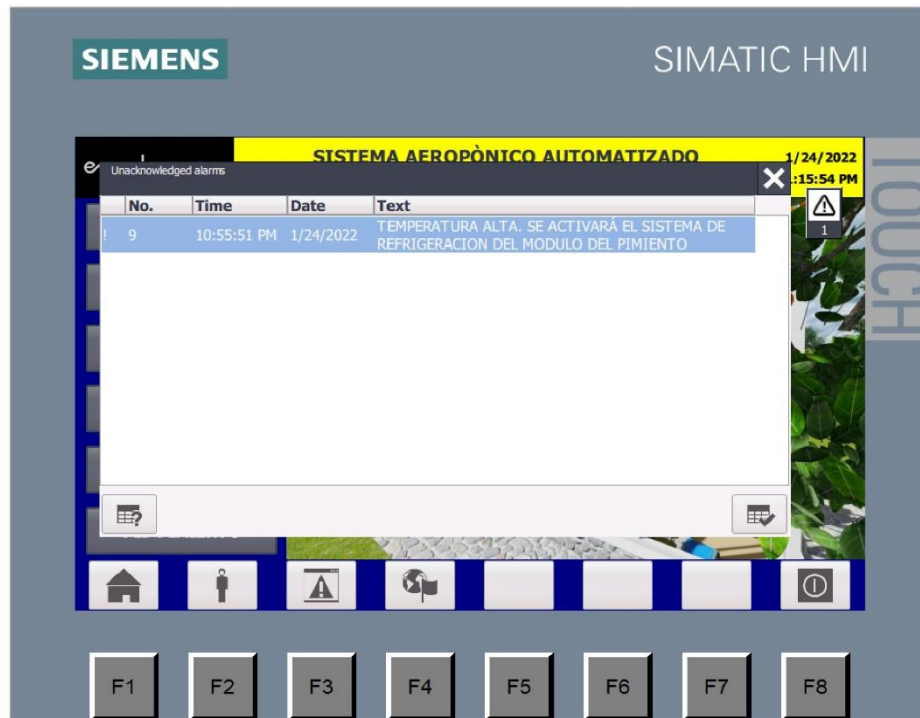 SIEMENS
SIMATIC HMI
TOUCH
SISTEMA AEROPÒNICO AUTOMATIZADO
1/24/2022
:15:54 PM
Unacknowledged alarms
No. Time Date Text
! 9 10:55:51 PM 1/24/2022 TEMPERATURA ALTA. SE ACTIVARÁ EL SISTEMA DE
REFRIGERACION DEL MODULO DEL PIMIENTO
1
F1 F2 F3 F4 F5 F6 F7 F8